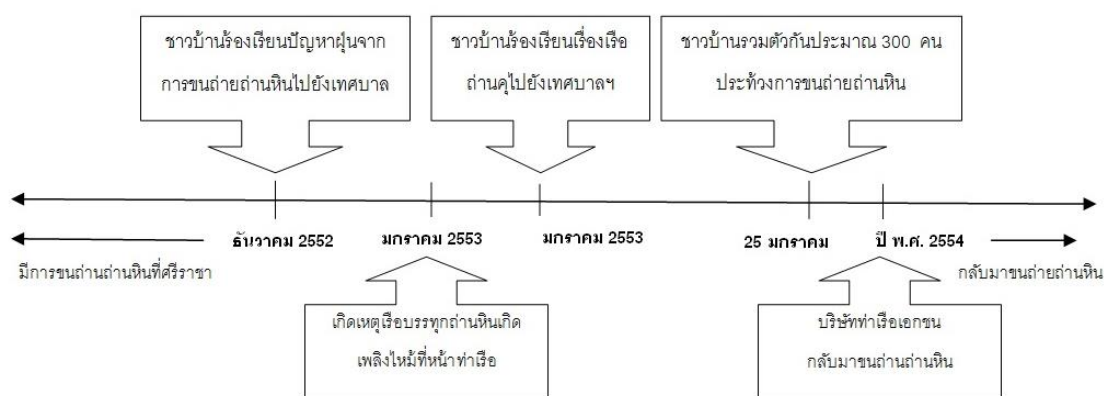 ชาวบ้านร้องเรียนปัญหาฝุ่นจาก
การขนถ่ายถ่านหินไปยังเทศบาล
ชาวบ้านร้องเรียนเรื่องเรือ
ถ่านคุไปยังเทศบาลฯ
ชาวบ้านรวมตัวกันประมาณ 300 คน
ประท้วงการขนถ่ายถ่านหิน
ธันวาคม 2552
มกราคม 2553
มกราคม 2553
25 มกราคม
ปี พ.ศ. 2554
มีการขนถ่านถ่านหินที่ศรีราชา
กลับมาขนถ่ายถ่านหิน
เกิดเหตุเรือบรรทุกถ่านหินเกิด
เพลิงไหม้ที่หน้าท่าเรือ
บริษัทท่าเรือเอกชน
กลับมาขนถ่านถ่านหิน